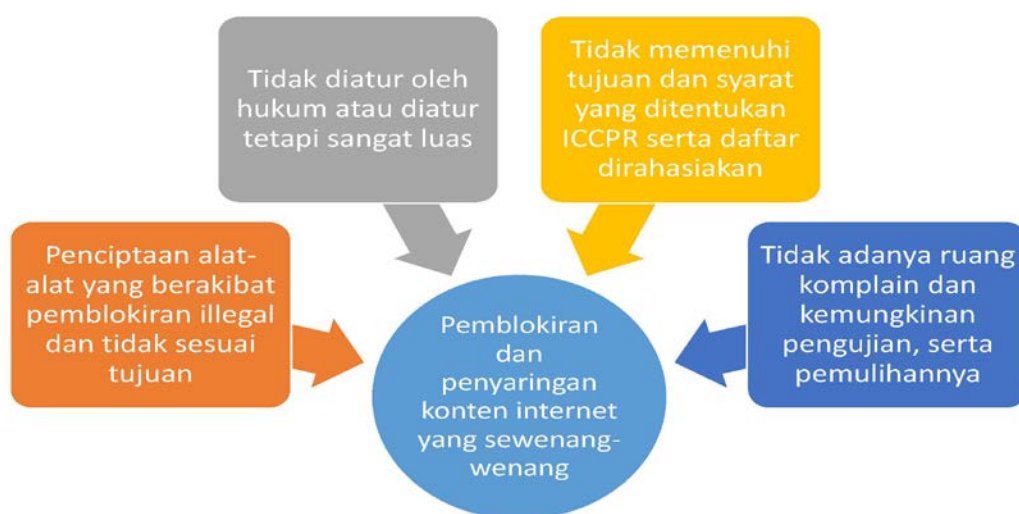 Tidak diatur oleh
hukum atau diatur
tetapi sangat luas
Tidak memenuhi
tujuan dan syarat
yang ditentukan
ICCPR serta daftar
dirahasiakan
Penciptaan alat-
alat yang berakibat
pemblokiran illegal
dan tidak sesuai
tujuan
Tidak adanya ruang
komplain dan
kemungkinan
pengujian, serta
pemulihannya
Pemblokiran
dan
penyaringan
konten internet
yang sewenang-
wenang